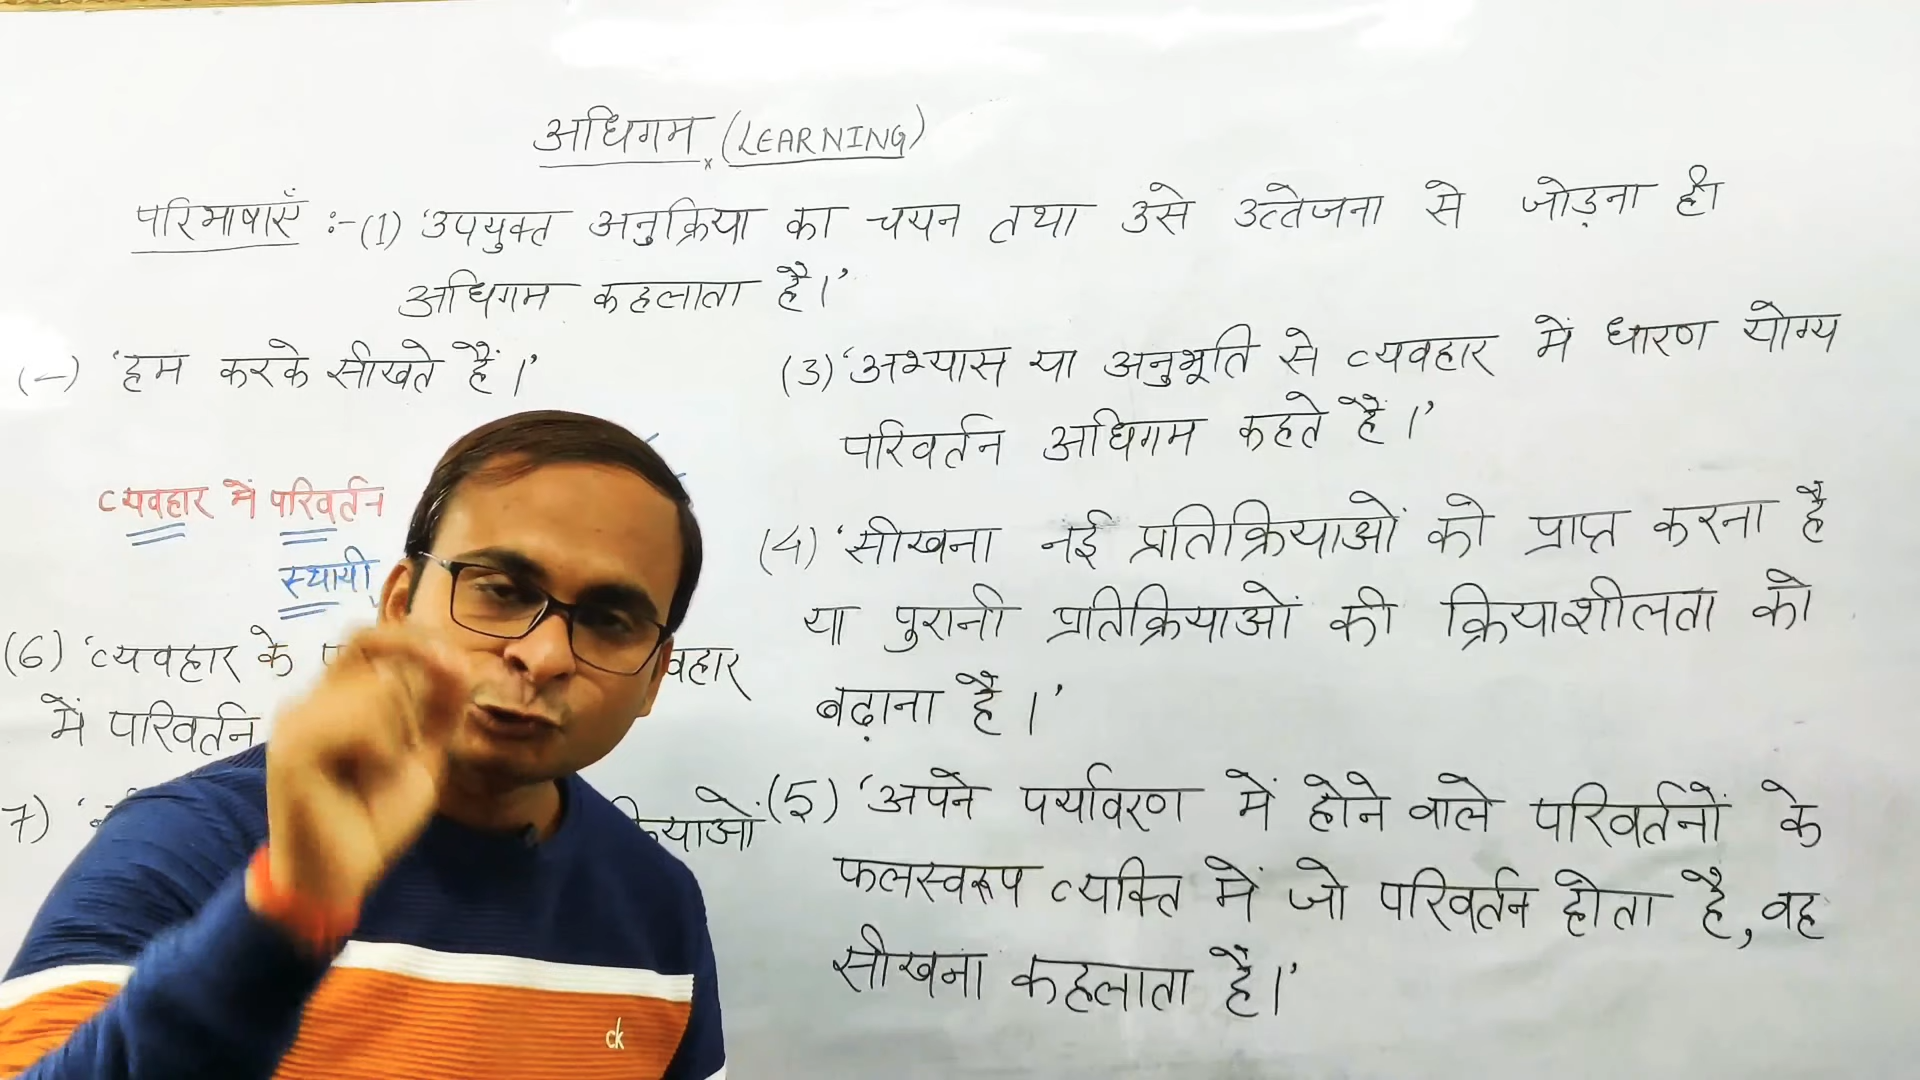 अधिगम (LEARNING)
परिभाषाएँ :-(1) 'उपयुक्त अनुक्रिया का चयन तथा उसे उत्तेजना से जोड़ना ही
अधिगम कहलाता है।'
(-) 'हम करके सीखते हैं।'
व्यवहार में परिवर्तन
स्थायी
(3) 'अभ्यास या अनुभूति से व्यवहार में धारण योग्य
परिवर्तन अधिगम कहते हैं।'
(4) 'सीखना नई प्रतिक्रियाओं को प्राप्त करना है
या पुरानी प्रतिक्रियाओं की क्रियाशीलता को
बढ़ाना है।'
(5) 'अपने पर्यावरण में होने वाले परिवर्तनों के
फलस्वरूप व्यक्ति में जो परिवर्तन होता है, वह
सीखना कहलाता है।'
(6) 'व्यवहार के
में परिवर्तन
7)
ck